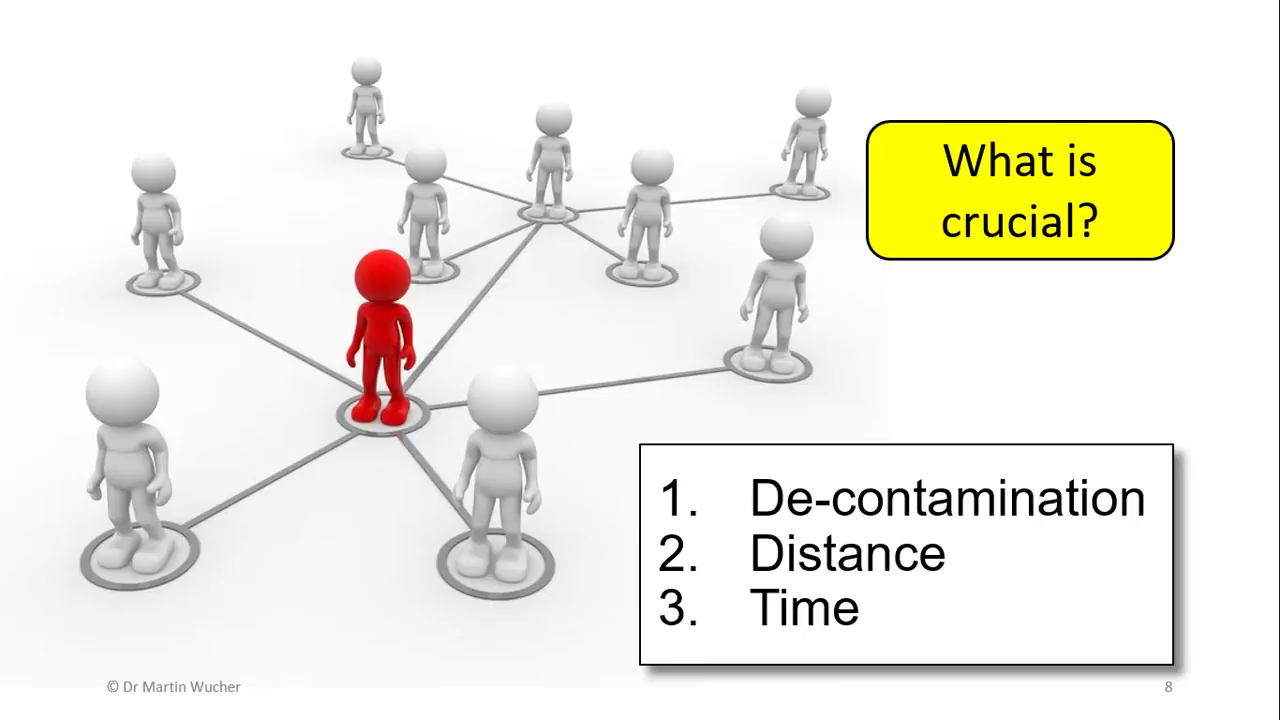 What is
crucial?
1. De-contamination
2. Distance
3. Time
© Dr Martin Wucher
8